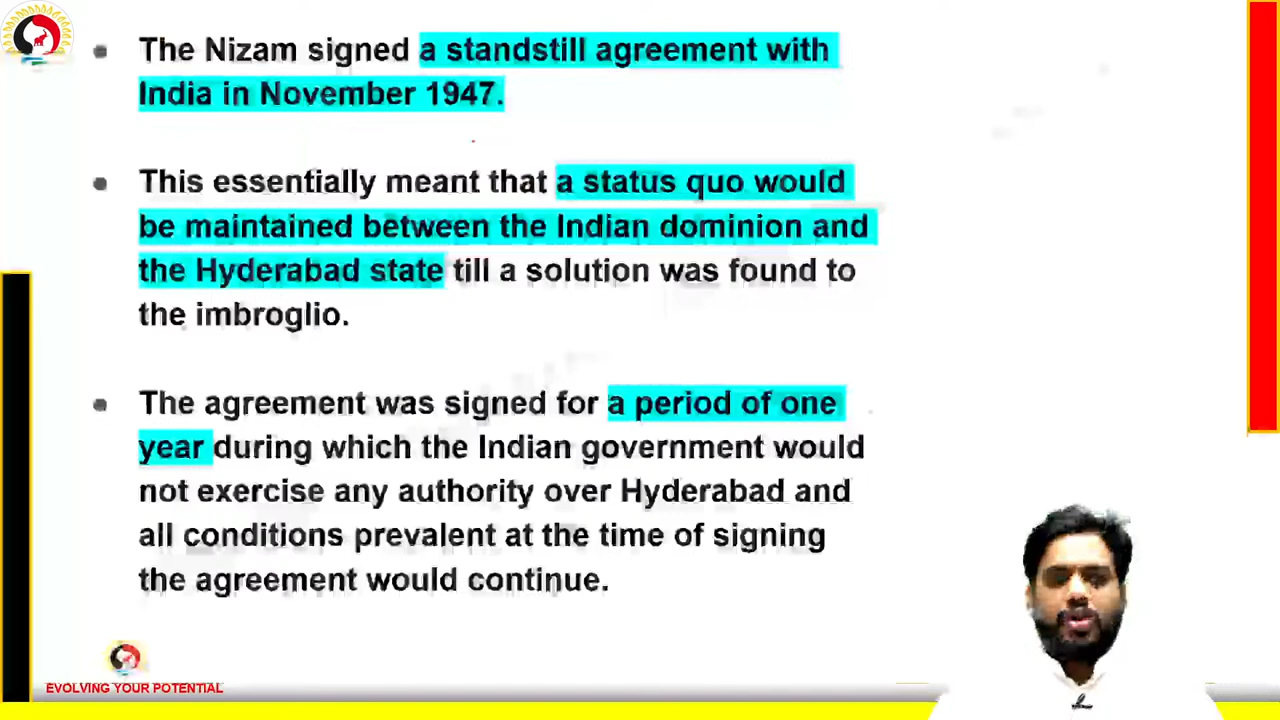 The Nizam signed a standstill agreement with
India in November 1947.
This essentially meant that a status quo would
be maintained between the Indian dominion and
the Hyderabad state till a solution was found to
the imbroglio.
The agreement was signed for a period of one
year during which the Indian government would
not exercise any authority over Hyderabad and
all conditions prevalent at the time of signing
the agreement would continue.
EVOLVING YOUR POTENTIAL